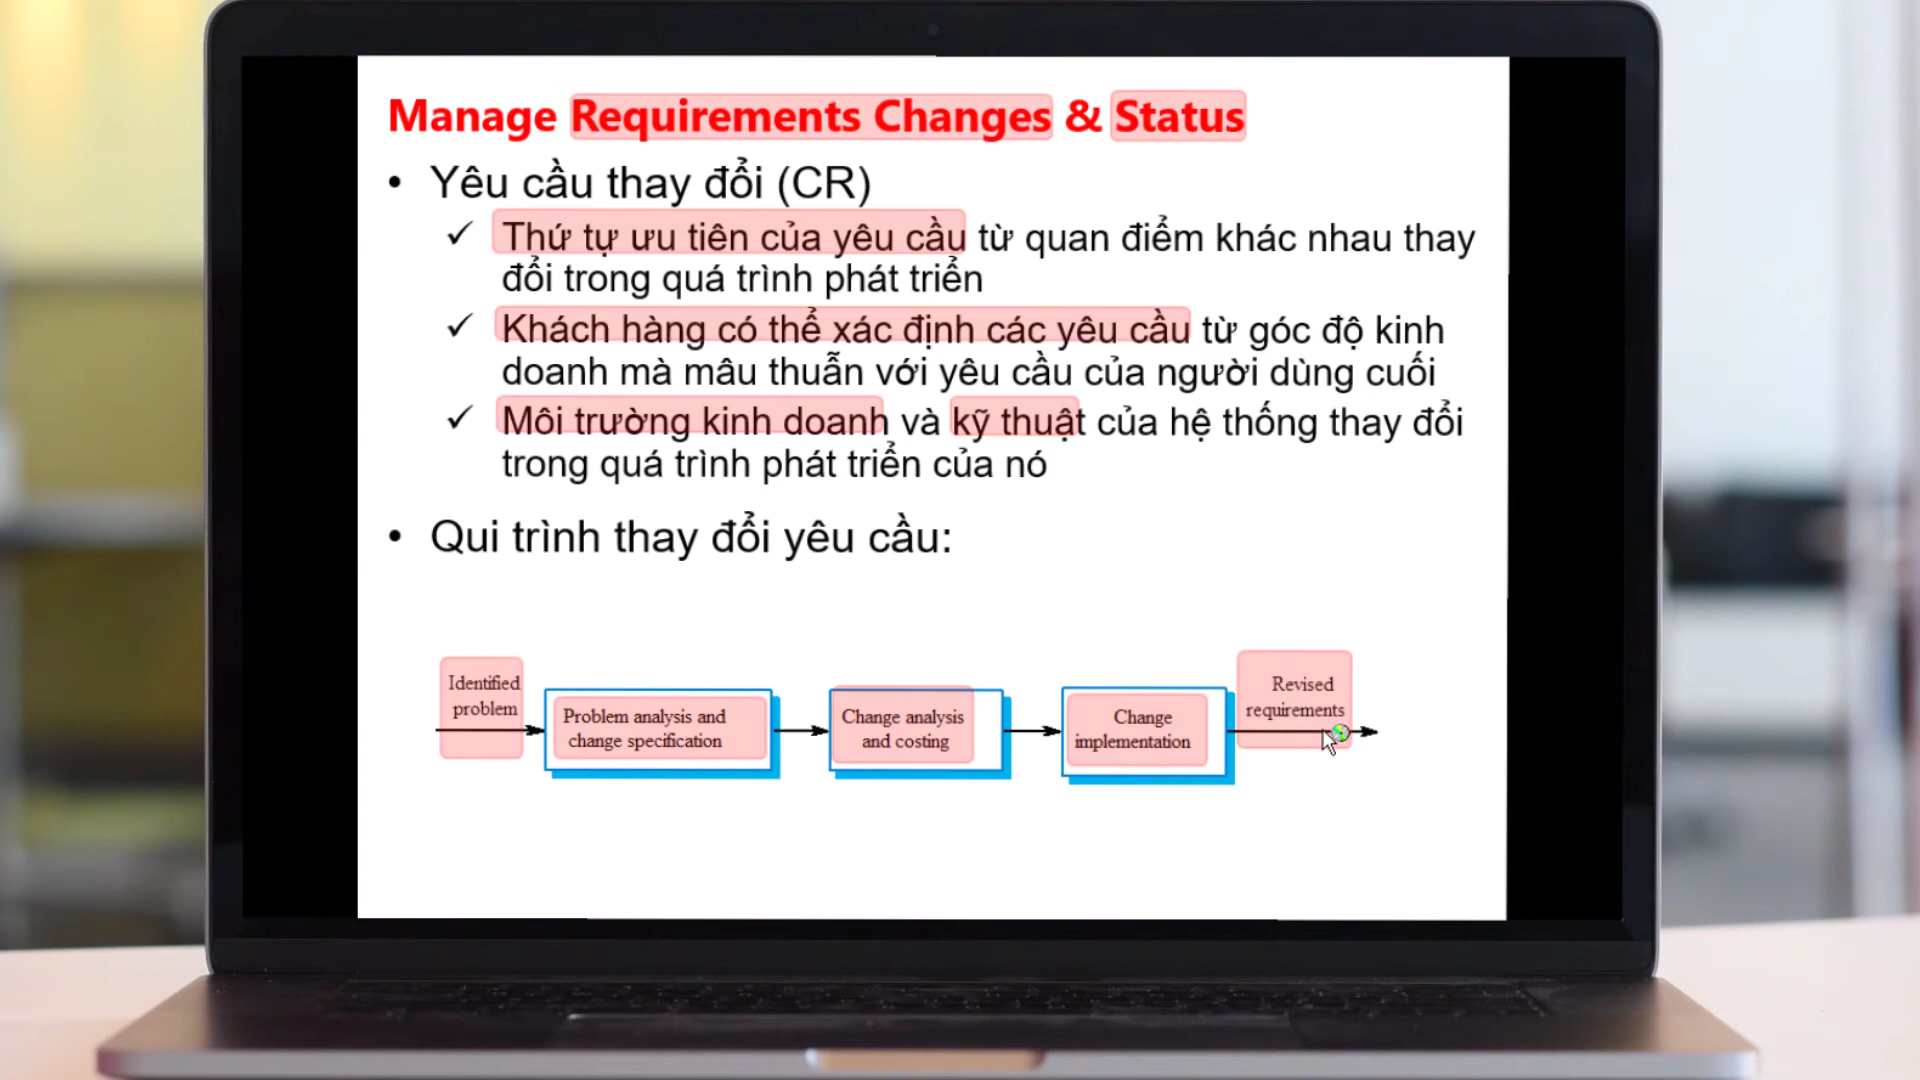 Manage Requirements Changes & Status
• Yêu cầu thay đổi (CR)
✓ Thứ tự ưu tiên của yêu cầu từ quan điểm khác nhau thay
đổi trong quá trình phát triển
✓ Khách hàng có thể xác định các yêu cầu từ góc độ kinh
doanh mà mâu thuẫn với yêu cầu của người dùng cuối
✓ Môi trường kinh doanh và kỹ thuật của hệ thống thay đổi
trong quá trình phát triển của nó
• Qui trình thay đổi yêu cầu:
Identified
problem
Problem analysis and
change specification
Change analysis
and costing
Change
implementation
Revised
requirements